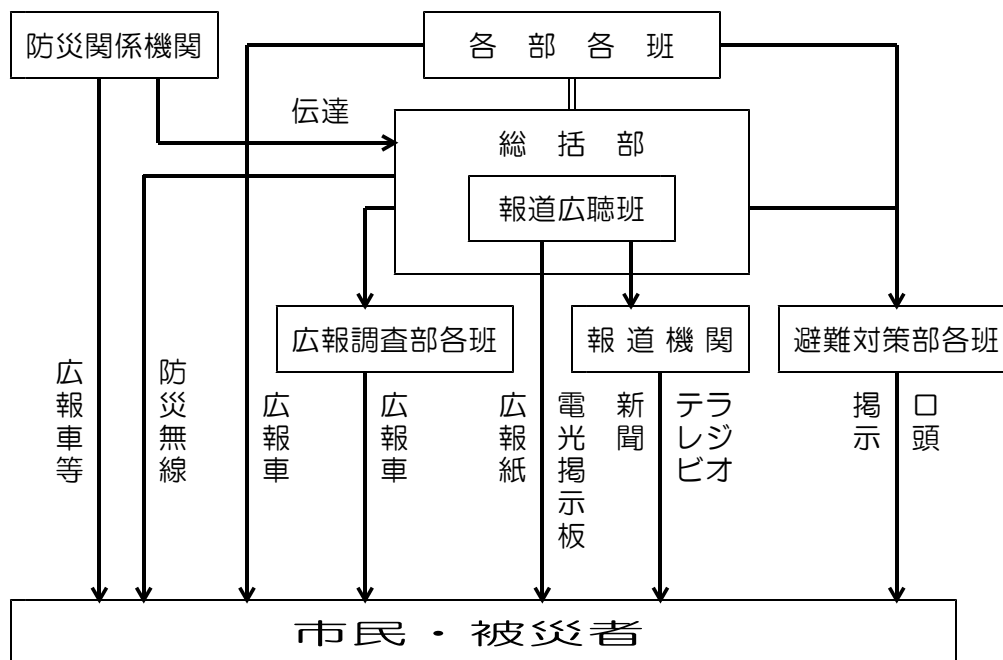 防災関係機関
各部各班
伝達
総括部
報道広聴班
広報調査部各班
報道機関
避難対策部各班
広報車等
防災無線
広報車
広報車
広報紙
電光掲示板
新聞
テレビ
ラジオ
掲示
口頭
市民・被災者